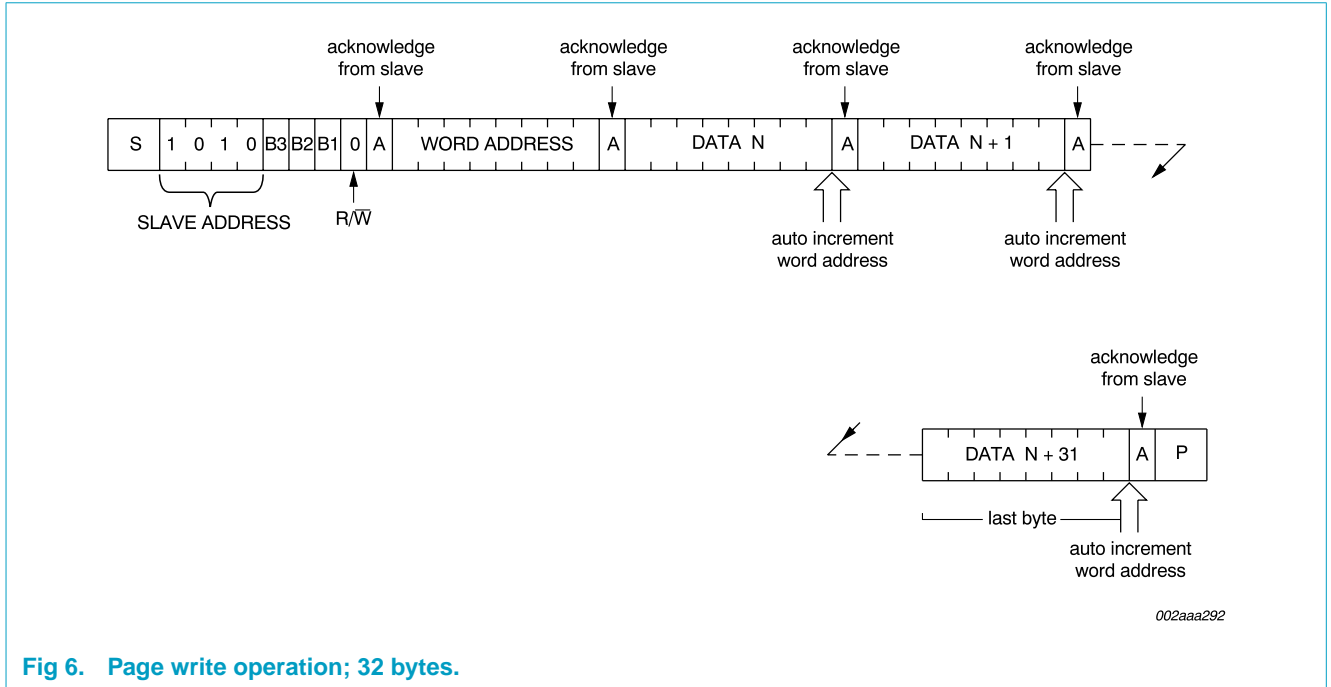 acknowledge
from slave
acknowledge
from slave
acknowledge
from slave
acknowledge
from slave
S 1 0 1 0 B3 B2 B1 0 A WORD ADDRESS A DATA N A DATA N + 1 A
SLAVE ADDRESS
R/W̅
auto increment
word address
auto increment
word address
acknowledge
from slave
DATA N + 31 A P
last byte
auto increment
word address
002aaa292
Fig 6. Page write operation; 32 bytes.